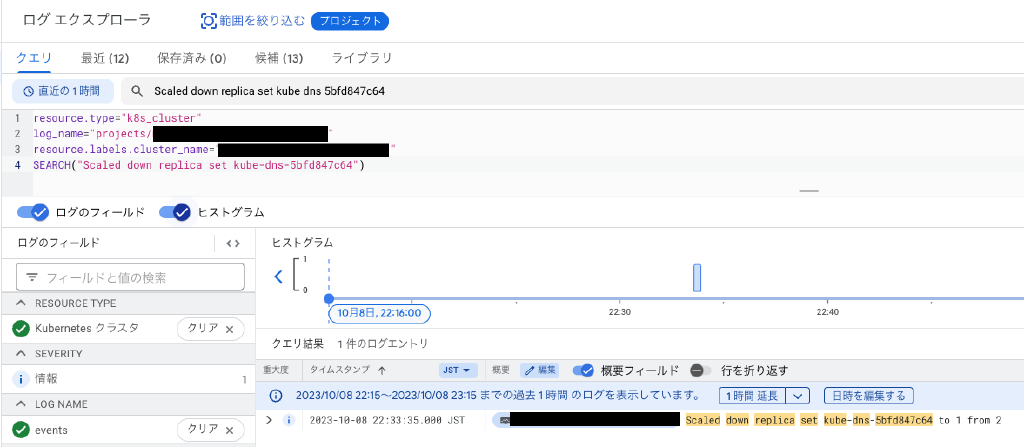 ログ エクスプローラ 範囲を絞り込む プロジェクト
クエリ 最近 (12) 保存済み (0) 候補 (13) ライブラリ
直近の 1 時間 Scaled down replica set kube dns 5bfd847c64
1 resource.type="k8s_cluster"
2 log_name="projects/ "
3 resource.labels.cluster_name= "
4 SEARCH("Scaled down replica set kube-dns-5bfd847c64")
ログのフィールド ヒストグラム
ログのフィールド
フィールドと値の検索
RESOURCE TYPE
Kubernetes クラスタ クリア
SEVERITY
情報 1
LOG NAME
events クリア
ヒストグラム
1
0
10月8日, 22:16:00 22:30 22:40
クエリ結果 1 件のログエントリ
重大度 タイムスタンプ JST 概要 編集 概要フィールド 行を折り返す
2023/10/08 22:15～2023/10/08 23:15 までの過去 1 時間 のログを表示しています。 1 時間 延長 日時を編集する
2023-10-08 22:33:35.000 JST Scaled down replica set kube-dns-5bfd847c64 to 1 from 2